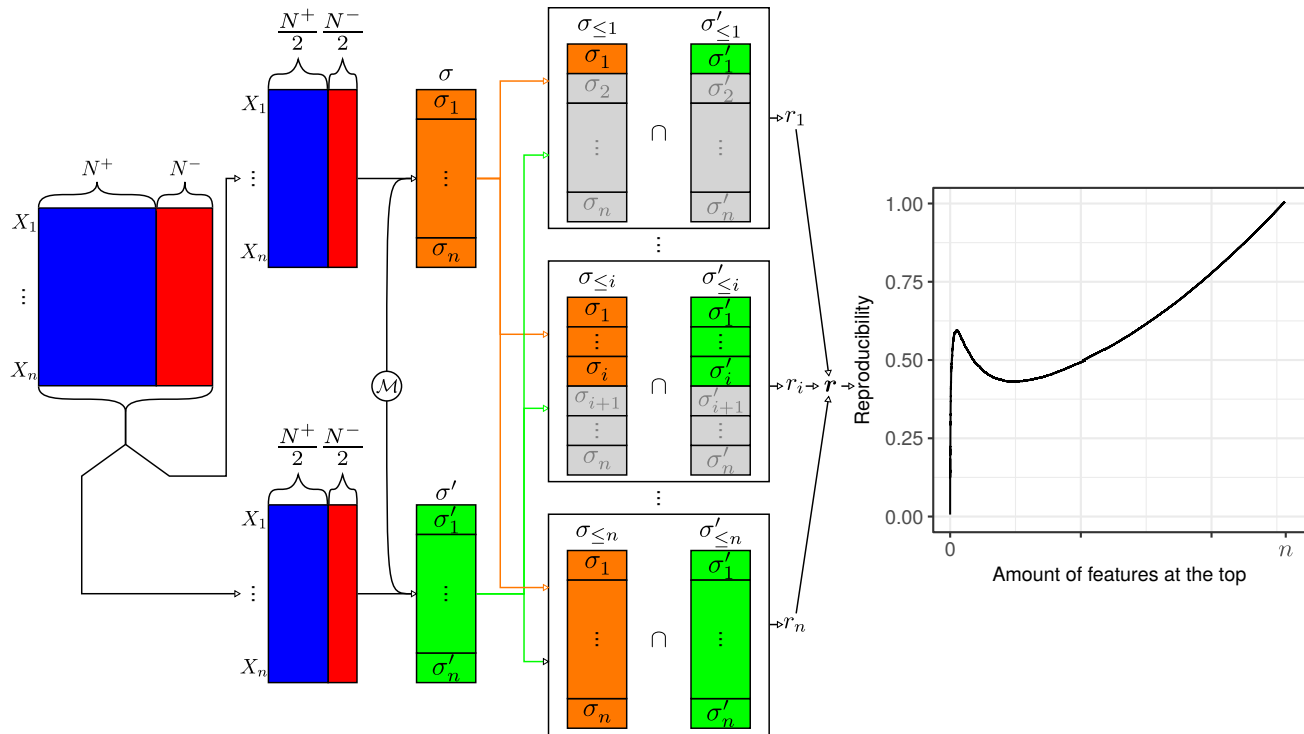 N⁺ N⁻
X₁
⋮
Xₙ
N⁺/2 N⁻/2
X₁
⋮
Xₙ
N⁺/2 N⁻/2
X₁
⋮
Xₙ
ℳ
σ
σ₁
⋮
σₙ
σ′
σ′₁
⋮
σ′ₙ
σ≤₁ σ′≤₁
σ₁ σ′₁
σ₂ σ′₂
⋮ ∩ ⋮
σₙ σ′ₙ
⋮
σ≤ᵢ σ′≤ᵢ
σ₁ σ′₁
⋮ ⋮
σᵢ ∩ σ′ᵢ
σᵢ₊₁ σ′ᵢ₊₁
⋮ ⋮
σₙ σ′ₙ
⋮
σ≤ₙ σ′≤ₙ
σ₁ σ′₁
⋮ ∩ ⋮
σₙ σ′ₙ
r₁
rᵢ
rₙ
r
Reproducibility
1.00
0.75
0.50
0.25
0.00
0 n
Amount of features at the top